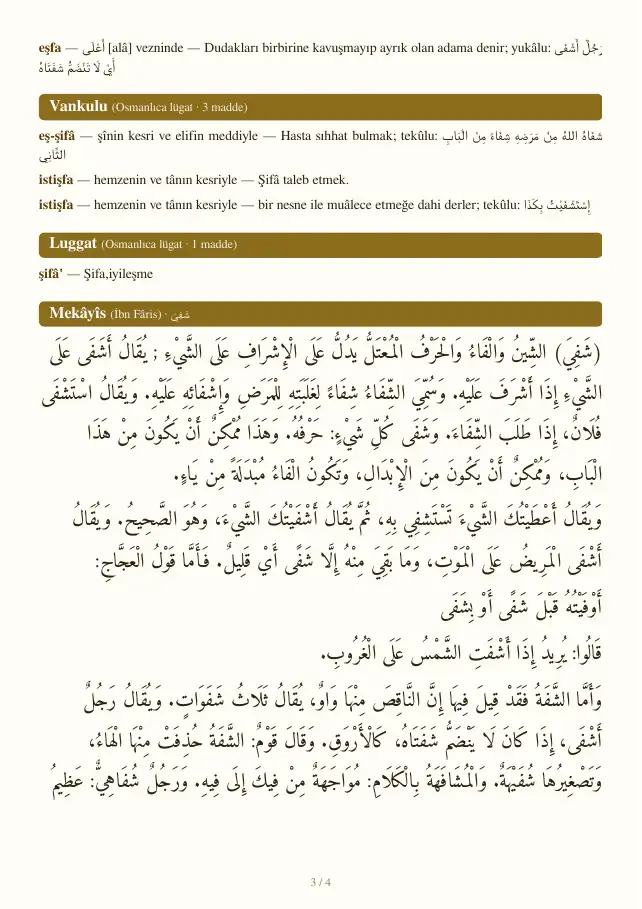 eşfa — أَعْلَى [alâ] vezninde — Dudakları birbirine kavuşmayıp ayrık olan adama denir; yukâlu: رَجُلٌ أَشْفَى
أَيْ لَا تَنْضَمُّ شَفَتَاهُ
Vankulu (Osmanlıca lügat · 3 madde)
eş-şifâ — şînin kesri ve elifin meddiyle — Hasta sıhhat bulmak; tekûlu: شَفَاهُ اللهُ مِنْ مَرَضِهِ شِفَاءً مِنْ الْبَابِ
الثَّانِي
istişfa — hemzenin ve tânın kesriyle — Şifâ taleb etmek.
istişfa — hemzenin ve tânın kesriyle — bir nesne ile muâlece etmeğe dahi derler; tekûlu: إِسْتَشْفَيْتُ بِكَذَا
Luggat (Osmanlıca lügat · 1 madde)
şifâ' — Şifa,iyileşme
Mekâyîs (İbn Fâris) · شفي
(شَفِيَ) الشِّينُ وَالْفَاءُ وَالْحَرْفُ الْمُعْتَلُّ يَدُلُّ عَلَى الْإِشْرَافِ عَلَى الشَّيْءِ ; يُقَالُ أَشْفَى عَلَى
الشَّيْءِ إِذَا أَشْرَفَ عَلَيْهِ. وَسُمِّيَ الشِّفَاءُ شِفَاءً لِغَلَبَتِهِ لِلْمَرَضِ وَإِشْفَائِهِ عَلَيْهِ. وَيُقَالُ اسْتَشْفَى
فُلَانٌ، إِذَا طَلَبَ الشِّفَاءَ. وَشَفَى كُلِّ شَيْءٍ: حَرْفُهُ. وَهَذَا مُمْكِنٌ أَنْ يَكُونَ مِنْ هَذَا
الْبَابِ، وَمُمْكِنٌ أَنْ يَكُونَ مِنَ الْإِبْدَالِ، وَتَكُونُ الْفَاءُ مُبْدَلَةً مِنْ يَاءٍ.
وَيُقَالُ أَعْطَيْتُكَ الشَّيْءَ تَسْتَشِفِي بِهِ، ثُمَّ يُقَالُ أَشْفَيْتُكَ الشَّيْءَ، وَهُوَ الصَّحِيحُ. وَيُقَالُ
أَشْفَى الْمَرِيضُ عَلَى الْمَوْتِ، وَمَا بَقِيَ مِنْهُ إِلَّا شَفًى أَيْ قَلِيلٌ. فَأَمَّا قَوْلُ الْعَجَّاجِ:
أَوْفَيْتُهُ قَبْلَ شَفًى أَوْ بِشَفَى
قَالُوا: يُرِيدُ إِذَا أَشْفَتِ الشَّمْسُ عَلَى الْغُرُوبِ.
وَأَمَّا الشَّفَةُ فَقَدْ قِيلَ فِيهَا إِنَّ النَّاقِصَ مِنْهَا وَاوٌ، يُقَالُ ثَلَاثُ شَفَوَاتٍ. وَيُقَالُ رَجُلٌ
أَشْفَى، إِذَا كَانَ لَا يَنْضَمُّ شَفَتَاهُ، كَالْأَرْوَقِ. وَقَالَ قَوْمٌ: الشَّفَةُ حُذِفَتْ مِنْهَا الْهَاءُ،
وَتَصْغِيرُهَا شُفَيْهَةٌ. وَالْمُشَافَهَةُ بِالْكَلَامِ: مُوَاجَهَةٌ مِنْ فِيكَ إِلَى فِيهِ. وَرَجُلٌ شُفَاهِيٌّ: عَظِيمُ
3 / 4